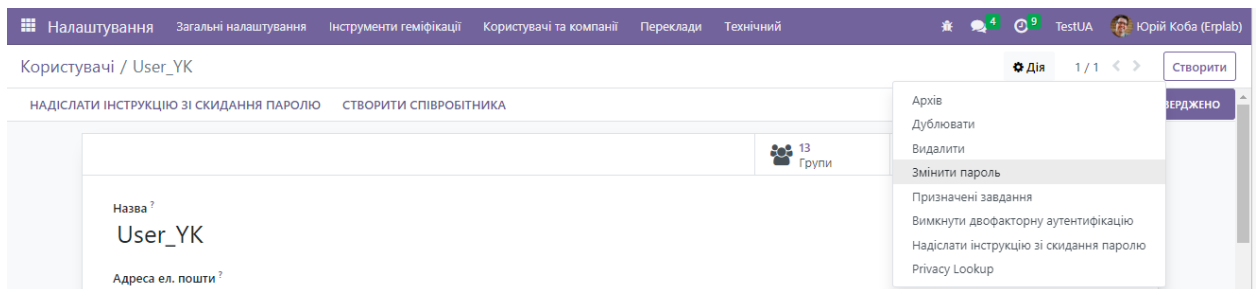 Налаштування Загальні налаштування Інструменти геміфікації Користувачі та компанії Переклади Технічний 4 9 TestUA Юрій Коба (Erplab)
Користувачі / User_YK Дія 1 / 1 Створити
НАДІСЛАТИ ІНСТРУКЦІЮ ЗІ СКИДАННЯ ПАРОЛЮ СТВОРИТИ СПІВРОБІТНИКА
Архів
Дублювати
Видалити
Змінити пароль
Призначені завдання
Вимкнути двофакторну аутентифікацію
Надіслати інструкцію зі скидання паролю
Privacy Lookup
13
Групи
Назва ?
User_YK
Адреса ел. пошти ?